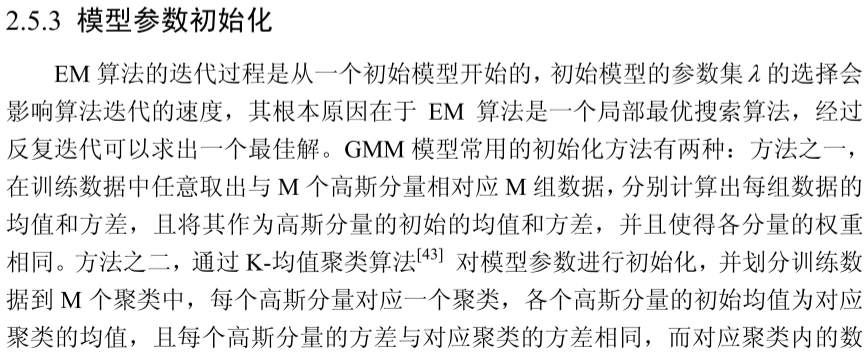 2.5.3 模型参数初始化
EM 算法的迭代过程是从一个初始模型开始的，初始模型的参数集 λ 的选择会
影响算法迭代的速度，其根本原因在于 EM 算法是一个局部最优搜索算法，经过
反复迭代可以求出一个最佳解。GMM 模型常用的初始化方法有两种：方法之一，
在训练数据中任意取出与 M 个高斯分量相对应 M 组数据，分别计算出每组数据的
均值和方差，且将其作为高斯分量的初始的均值和方差，并且使得各分量的权重
相同。方法之二，通过 K-均值聚类算法[43] 对模型参数进行初始化，并划分训练数
据到 M 个聚类中，每个高斯分量对应一个聚类，各个高斯分量的初始均值为对应
聚类的均值，且每个高斯分量的方差与对应聚类的方差相同，而对应聚类内的数